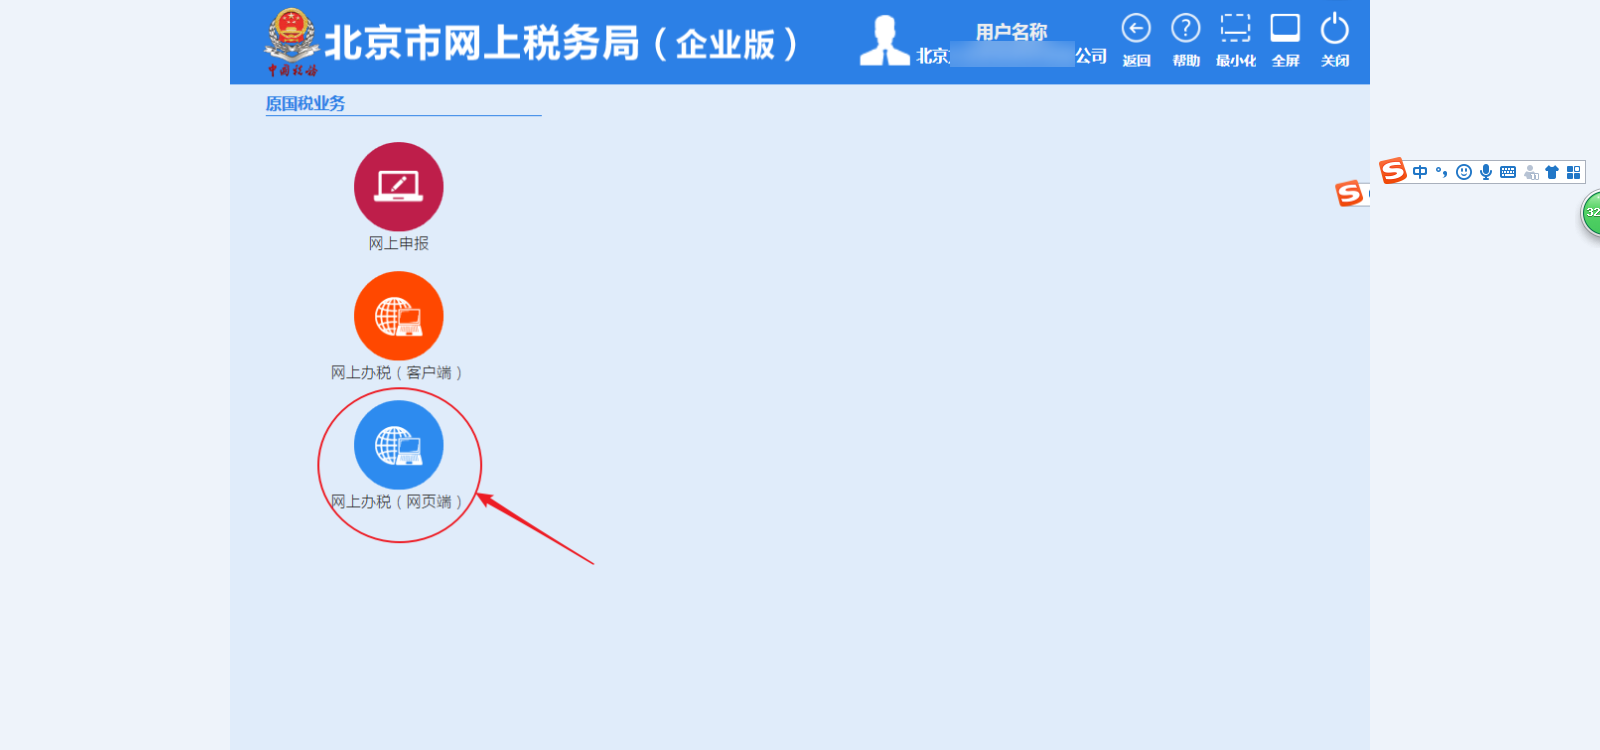 中国税务
北京市网上税务局（企业版）
用户名称
北京
公司
返回
帮助
最小化
全屏
关闭
原国税业务
网上申报
网上办税（客户端）
网上办税（网页端）
中
32